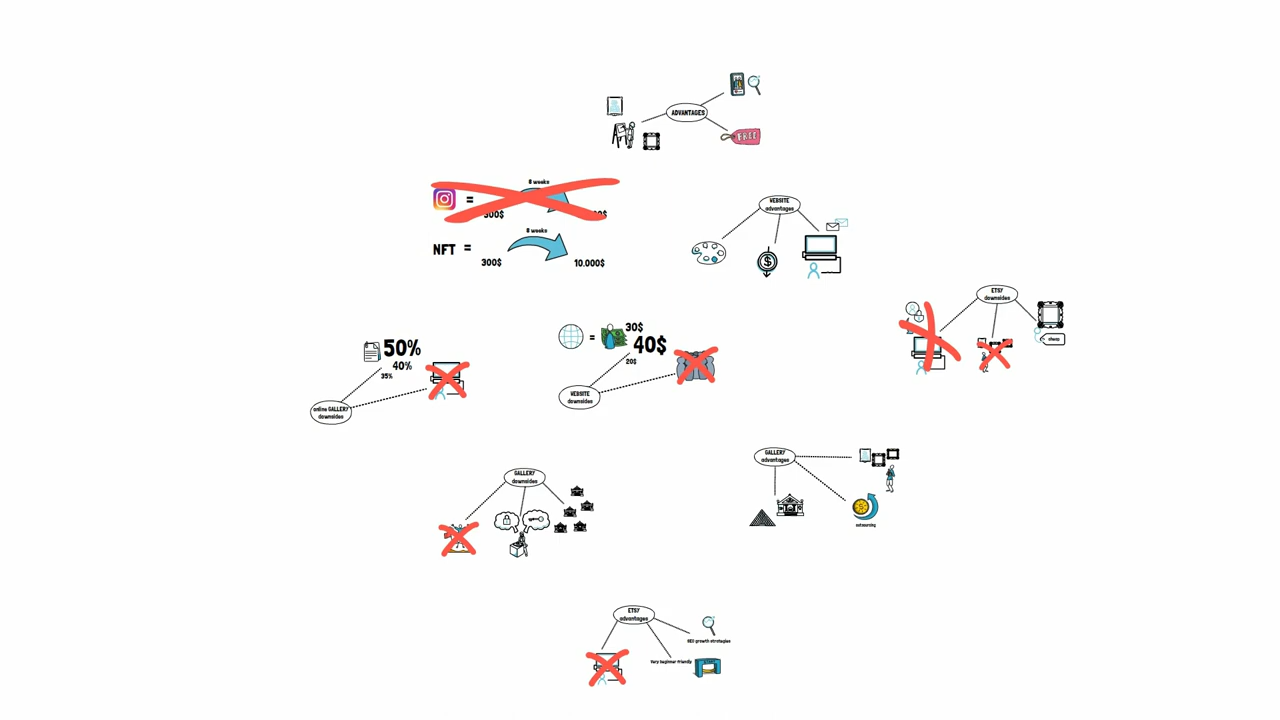 ADVANTAGES
FREE
8 weeks
=
300$
8 weeks
NFT =
300$
10.000$
WEBSITE
advantages
ETSY
downsides
cheap
50%
40%
35%
online GALLERY
downsides
=
30$
40$
20$
WEBSITE
downsides
GALLERY
advantages
outsourcing
GALLERY
downsides
ETSY
advantages
SEO growth strategies
Very beginner friendly